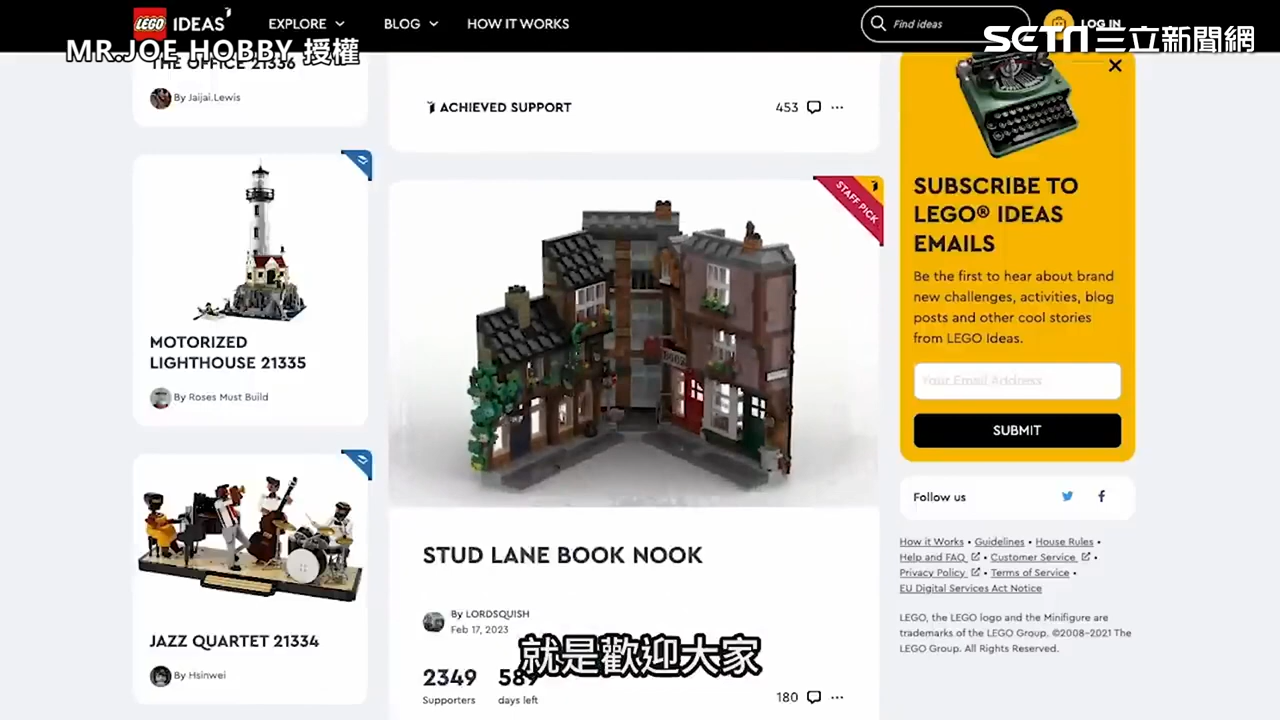 LEGO IDEAS EXPLORE BLOG HOW IT WORKS Find ideas LOG IN
SETN三立新聞網
MR.JOE HOBBY 授權
THE OFFICE 21336
By Jaijai.Lewis
MOTORIZED
LIGHTHOUSE 21335
By Roses Must Build
JAZZ QUARTET 21334
By Hsinwei
ACHIEVED SUPPORT 453 ...
STAFF PICK
STUD LANE BOOK NOOK
By LORDSQUISH
Feb 17, 2023
2349 589
Supporters days left
180 ...
就是歡迎大家
SUBSCRIBE TO
LEGO® IDEAS
EMAILS
Be the first to hear about brand
new challenges, activities, blog
posts and other cool stories
from LEGO Ideas.
Your Email Address
SUBMIT
Follow us
How it Works • Guidelines • House Rules •
Help and FAQ • Customer Service •
Privacy Policy • Terms of Service •
EU Digital Services Act Notice
LEGO, the LEGO logo and the Minifigure are
trademarks of the LEGO Group. ©2008-2021 The
LEGO Group. All Rights Reserved.